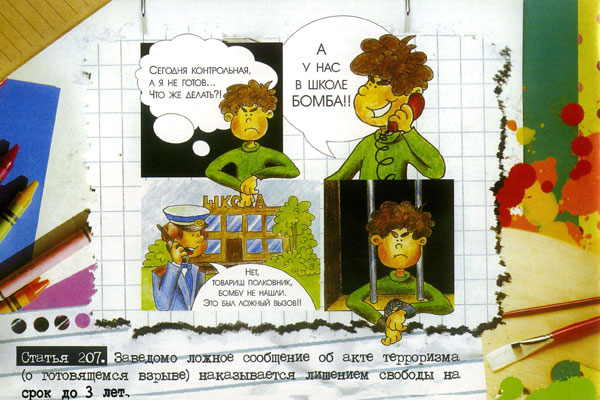 Сегодня контрольная,
а я не готов...
Что же делать?!
А
у нас
в школе
БОМБА!!
ШКОЛА
Нет,
товарищ полковник,
бомбу не нашли.
Это был ложный вызов!!
Статья 207. Заведомо ложное сообщение об акте терроризма
(о готовящемся взрыве) наказывается лишением свободы на
срок до 3 лет.